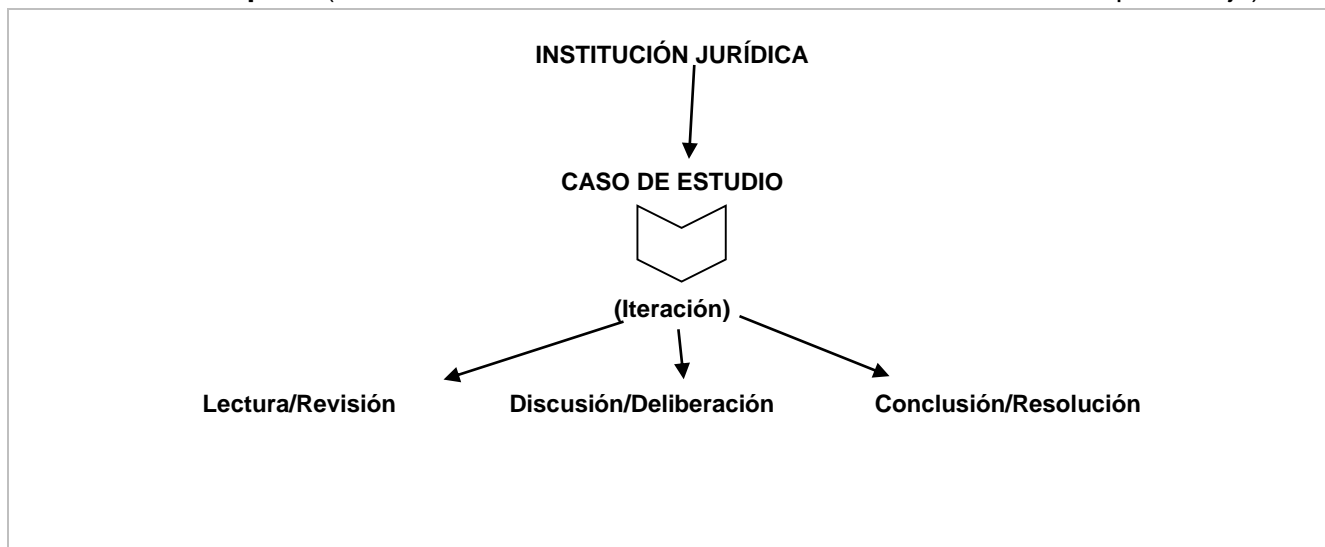 INSTITUCIÓN JURÍDICA
CASO DE ESTUDIO
(Iteración)
Lectura/Revisión Discusión/Deliberación Conclusión/Resolución